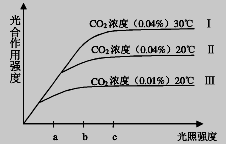 光合作用强度
CO₂浓度（0.04%）30℃ Ⅰ
CO₂浓度（0.04%）20℃ Ⅱ
CO₂浓度（0.01%）20℃ Ⅲ
a b c 光照强度